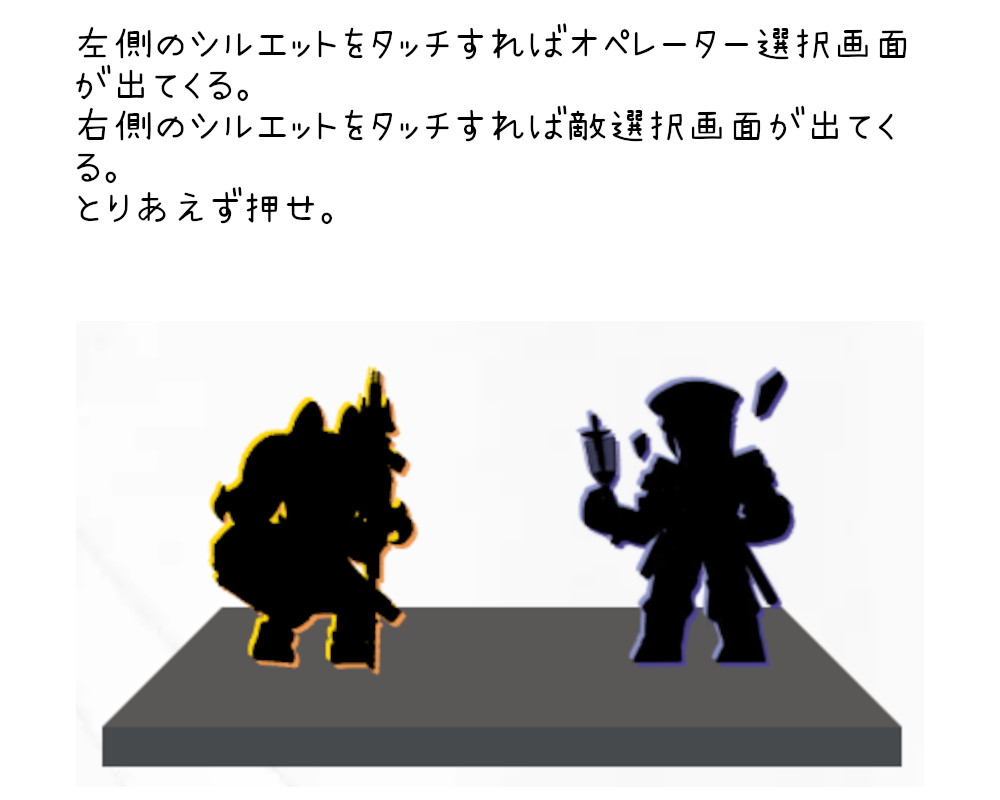 左側のシルエットをタッチすればオペレーター選択画面
が出てくる。
右側のシルエットをタッチすれば敵選択画面が出てく
る。
とりあえず押せ。